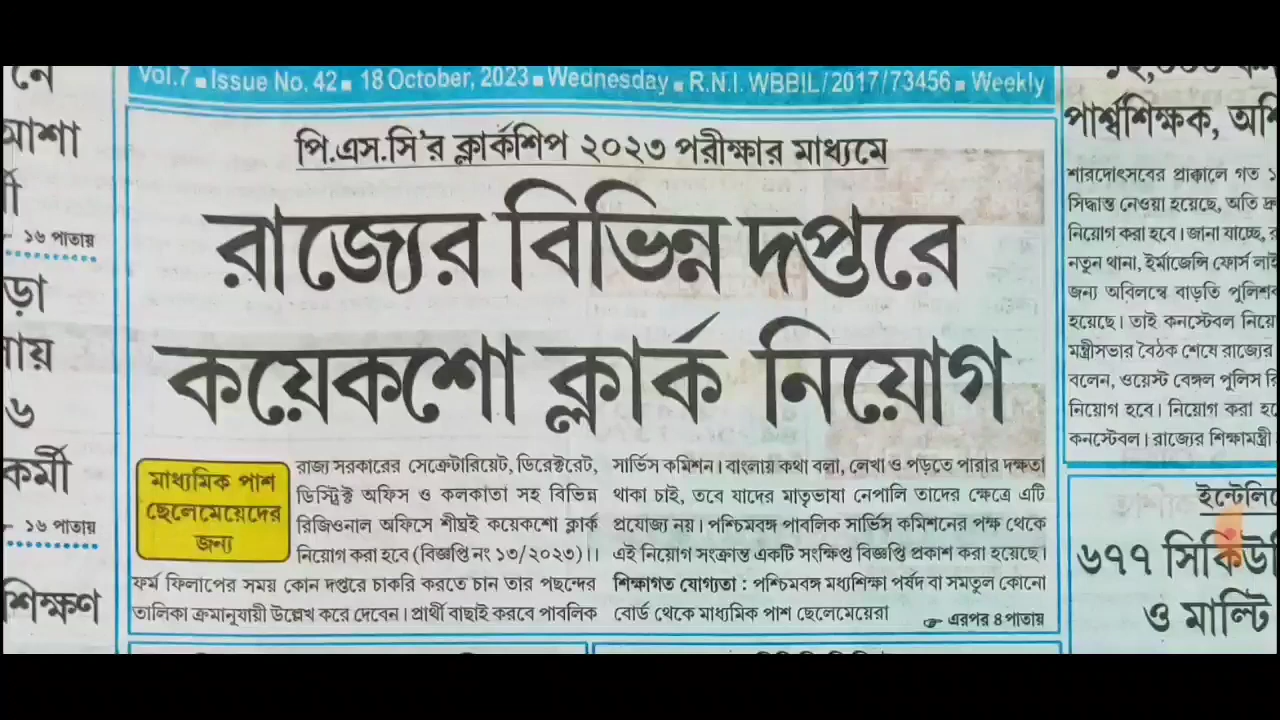 নে
আশা
র্মী
১৬ পাতায়
ড়া
৬
কর্মী
১৬ পাতায়
শিক্ষণ
Vol.7 ■ Issue No. 42 ■ 18 October, 2023 ■ Wednesday ■ R.N.I. WBBIL/2017/73456 ■ Weekly
পি.এস.সি'র ক্লার্কশিপ ২০২৩ পরীক্ষার মাধ্যমে
রাজ্যের বিভিন্ন দপ্তরে
কয়েকশো ক্লার্ক নিয়োগ
মাধ্যমিক পাশ
ছেলেমেয়েদের
জন্য
রাজ্য সরকারের সেক্রেটারিয়েট, ডিরেক্টরেট,
ডিস্ট্রিক্ট অফিস ও কলকাতা সহ বিভিন্ন
রিজিওনাল অফিসে শীঘ্রই কয়েকশো ক্লার্ক
নিয়োগ করা হবে (বিজ্ঞপ্তি নং ১৩/২০২৩)।।
ফর্ম ফিলাপের সময় কোন দপ্তরে চাকরি করতে চান তার পছন্দের
তালিকা ক্রমানুযায়ী উল্লেখ করে দেবেন। প্রার্থী বাছাই করবে পাবলিক
সার্ভিস কমিশন। বাংলায় কথা বলা, লেখা ও পড়তে পারার দক্ষতা
থাকা চাই, তবে যাদের মাতৃভাষা নেপালি তাদের ক্ষেত্রে এটি
প্রযোজ্য নয়। পশ্চিমবঙ্গ পাবলিক সার্ভিস কমিশনের পক্ষ থেকে
এই নিয়োগ সংক্রান্ত একটি সংক্ষিপ্ত বিজ্ঞপ্তি প্রকাশ করা হয়েছে।
শিক্ষাগত যোগ্যতা : পশ্চিমবঙ্গ মধ্যশিক্ষা পর্ষদ বা সমতুল কোনো
বোর্ড থেকে মাধ্যমিক পাশ ছেলেমেয়েরা
☞ এরপর ৪ পাতায়
পার্শ্বশিক্ষক,
শারদোৎসবের প্রাক্কালে গত
সিদ্ধান্ত নেওয়া হয়েছে, অতি
নিয়োগ করা হবে। জানা যাচ্ছে,
নতুন থানা, ইমার্জেন্সি ফোর্স
জন্য অবিলম্বে বাড়তি
হয়েছে। তাই কনস্টেবল
মন্ত্রীসভার বৈঠক শেষে রাজ্যের
বলেন, ওয়েস্ট বেঙ্গল পুলিস
নিয়োগ হবে। নিয়োগ করা
কনস্টেবল। রাজ্যের শিক্ষামন্ত্রী
৬৭৭
ও মাল্টি